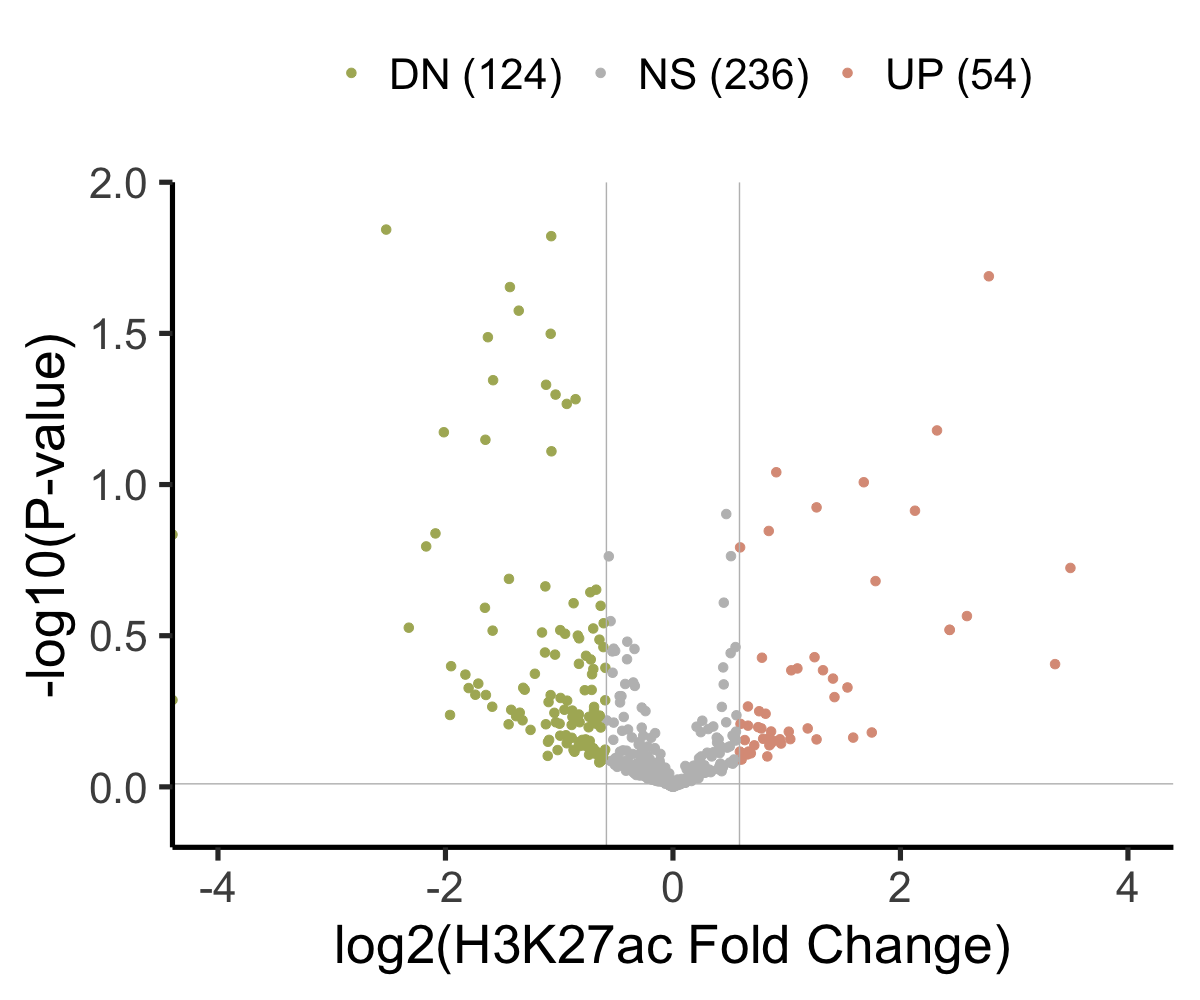 DN (124) NS (236) UP (54)
2.0
1.5
1.0
0.5
0.0
-log10(P-value)
-4 -2 0 2 4
log2(H3K27ac Fold Change)